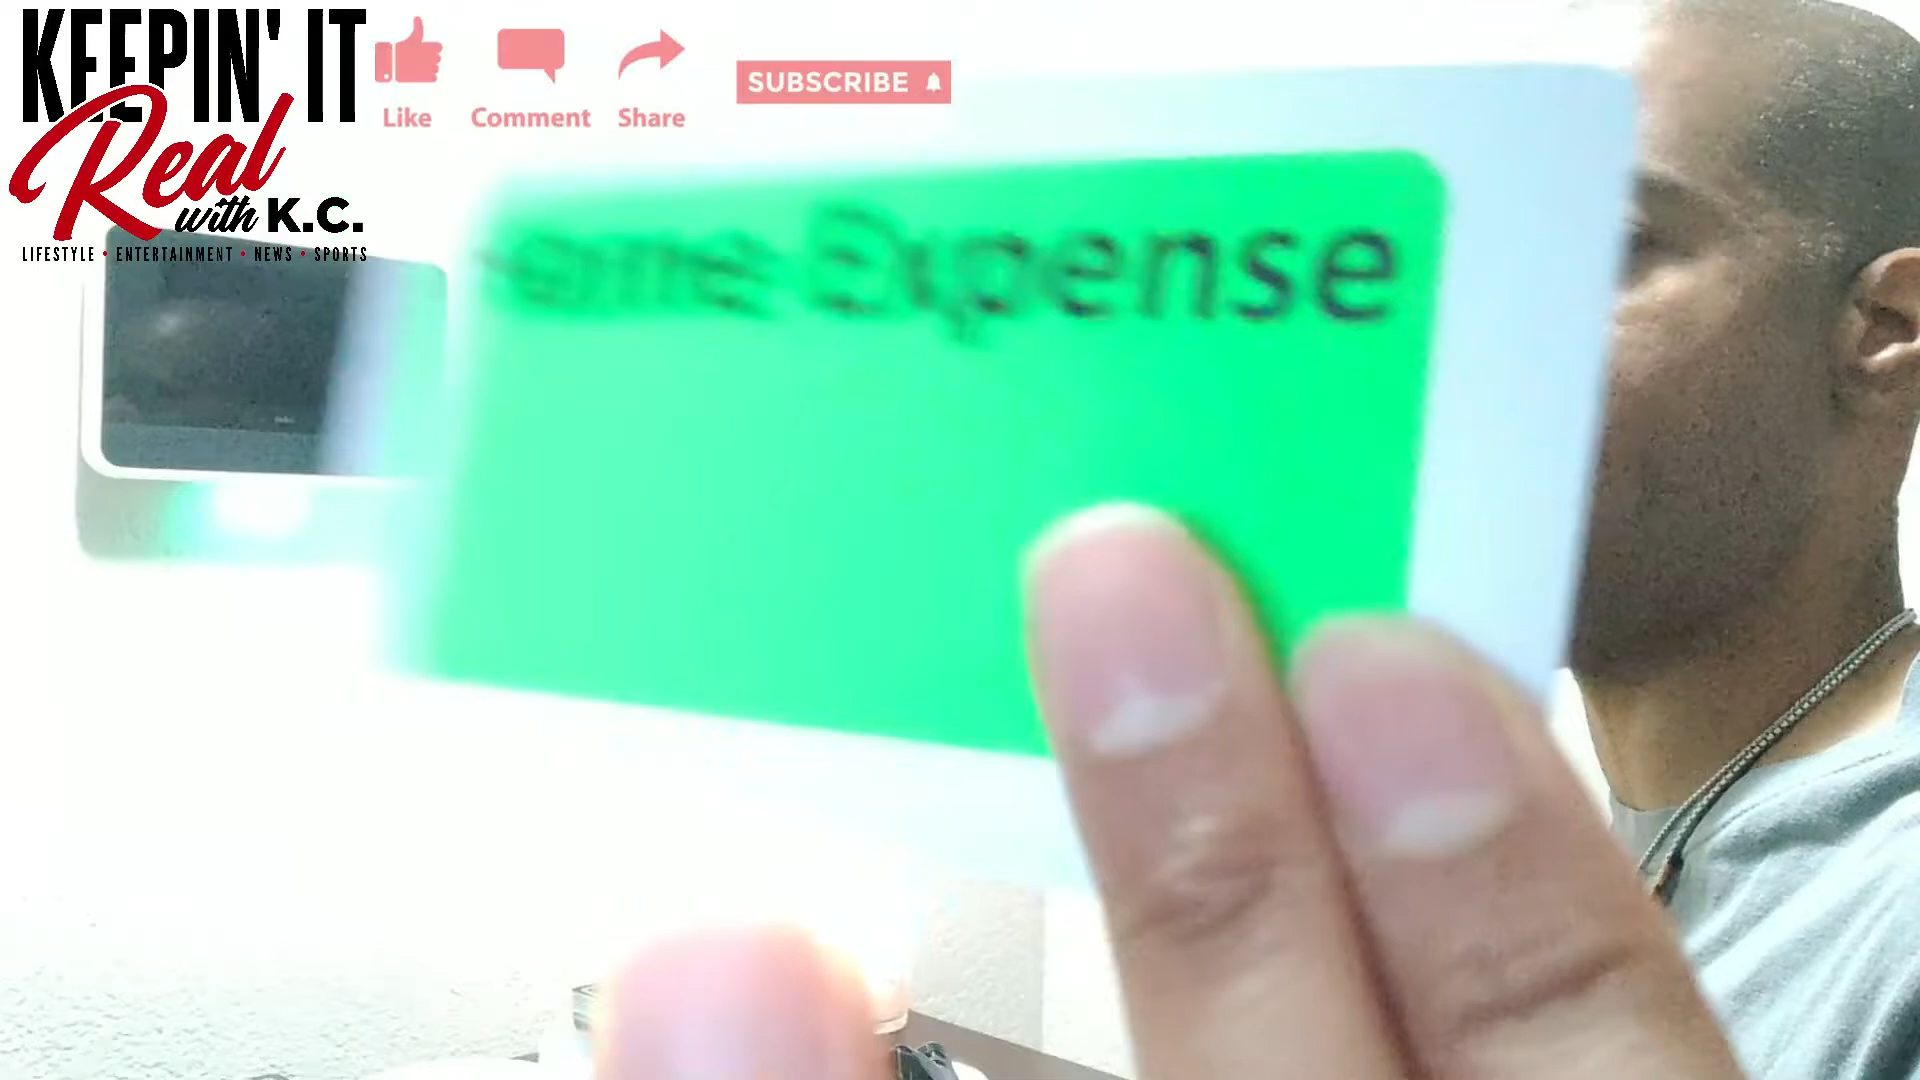 KEEPIN' IT
Real
with K.C.
LIFESTYLE • ENTERTAINMENT • NEWS • SPORTS
Like
Comment
Share
SUBSCRIBE
Expense